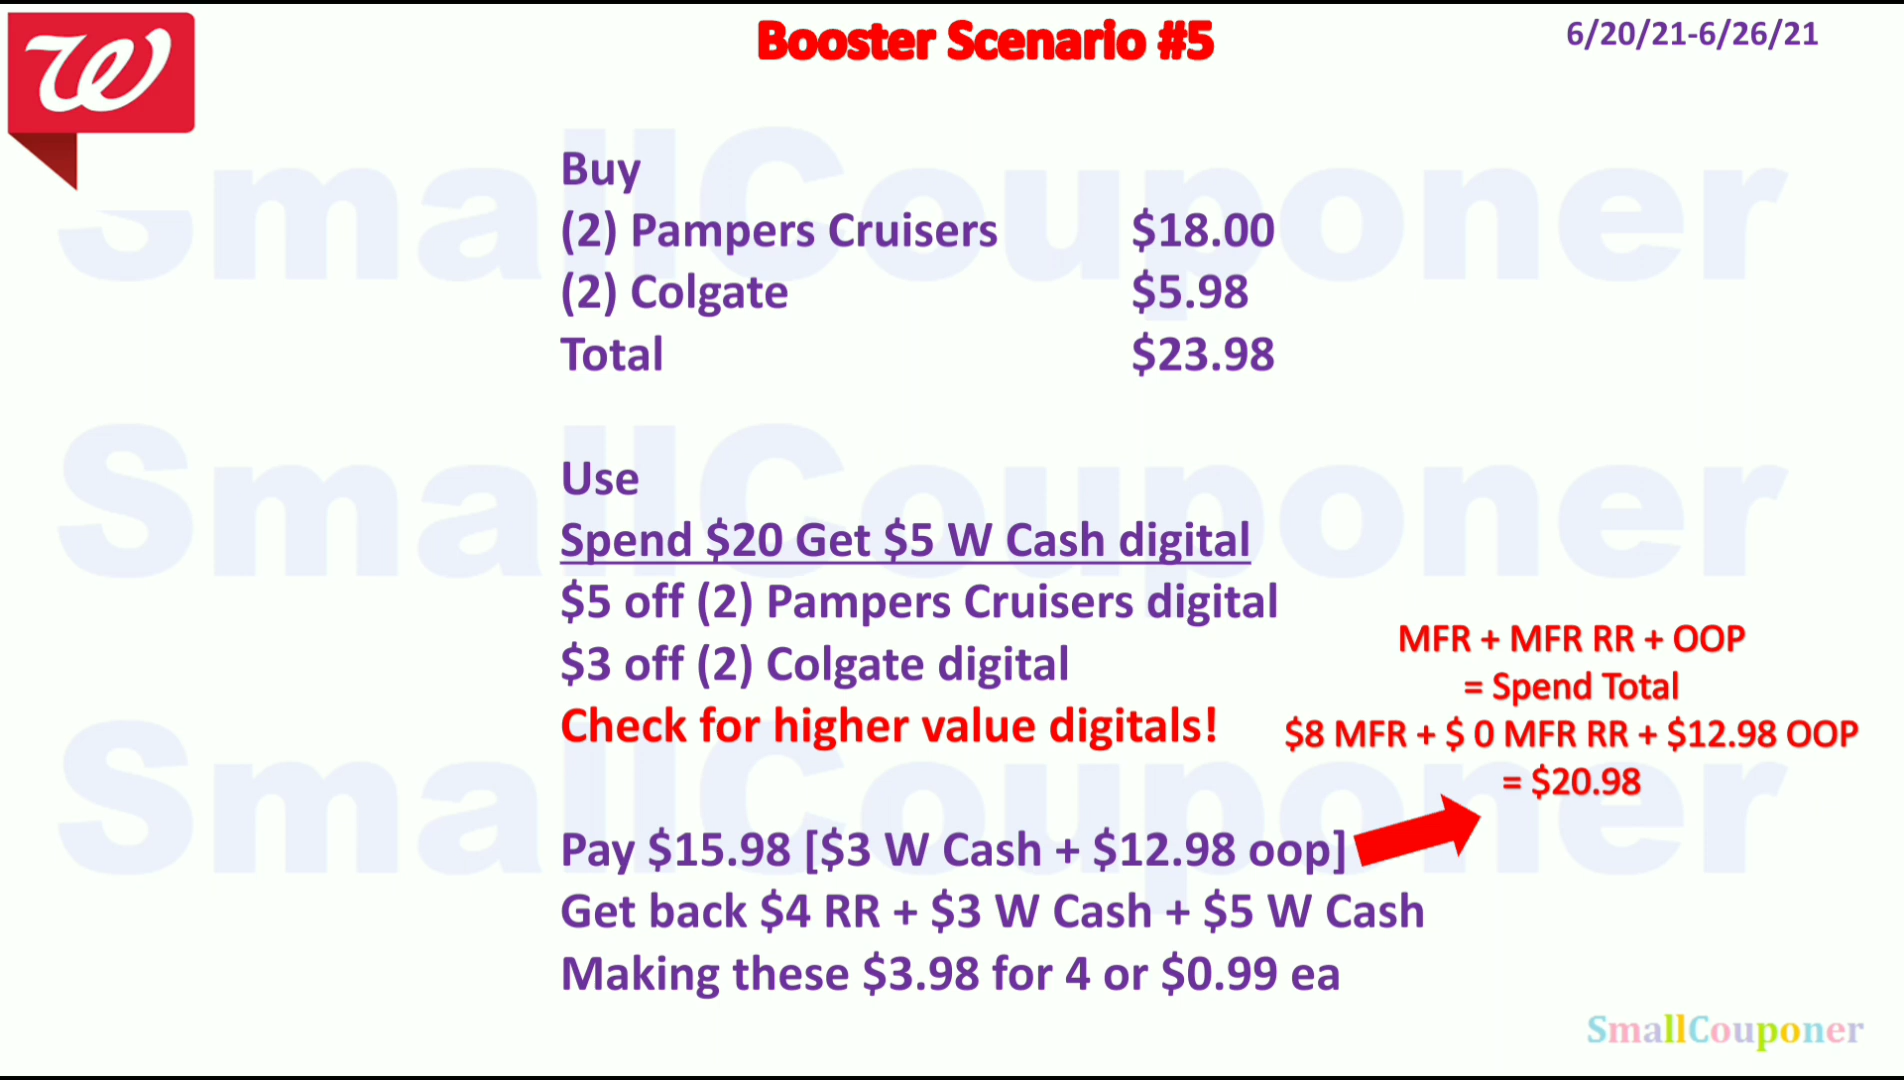 Booster Scenario #5
6/20/21-6/26/21
Buy
(2) Pampers Cruisers $18.00
(2) Colgate $5.98
Total $23.98
Use
Spend $20 Get $5 W Cash digital
$5 off (2) Pampers Cruisers digital
$3 off (2) Colgate digital
Check for higher value digitals!
MFR + MFR RR + OOP
= Spend Total
$8 MFR + $ 0 MFR RR + $12.98 OOP
= $20.98
Pay $15.98 [$3 W Cash + $12.98 oop]
Get back $4 RR + $3 W Cash + $5 W Cash
Making these $3.98 for 4 or $0.99 ea
SmallCouponer
SmallCouponer
SmallCouponer
SmallCouponer
W